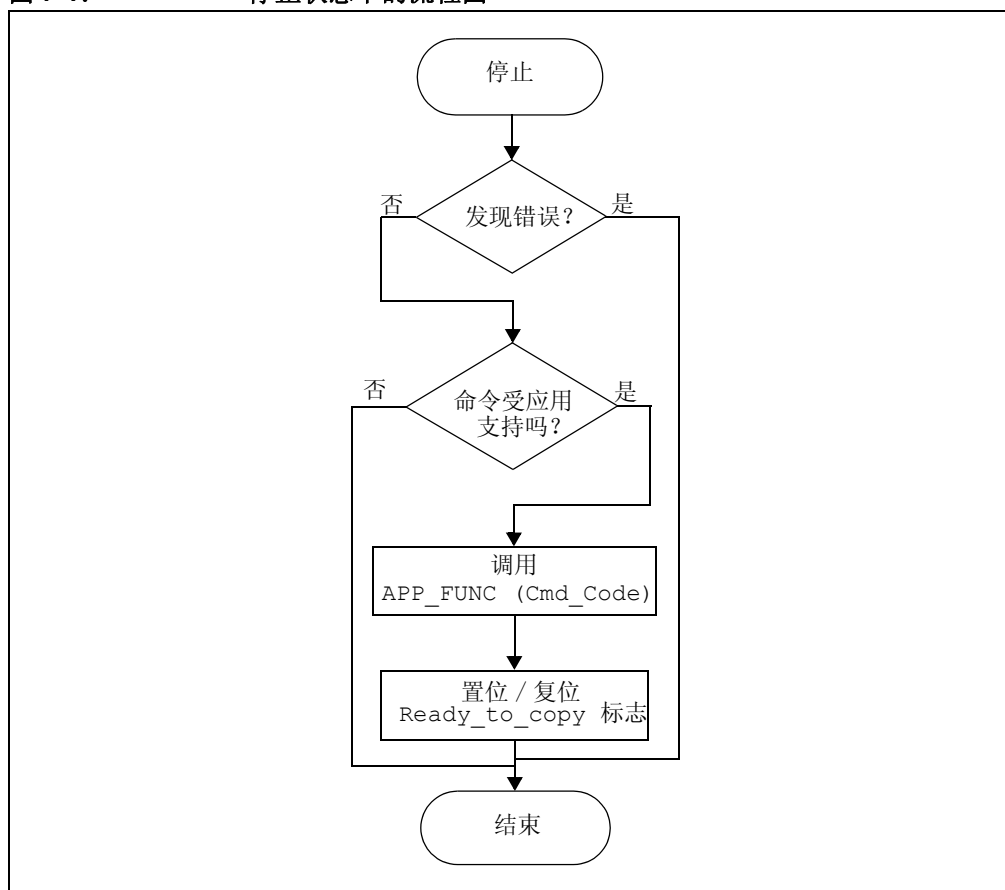 停止
发现错误？
否
是
命令受应用
支持吗？
否
是
调用
APP_FUNC (Cmd_Code)
置位 / 复位
Ready_to_copy 标志
结束